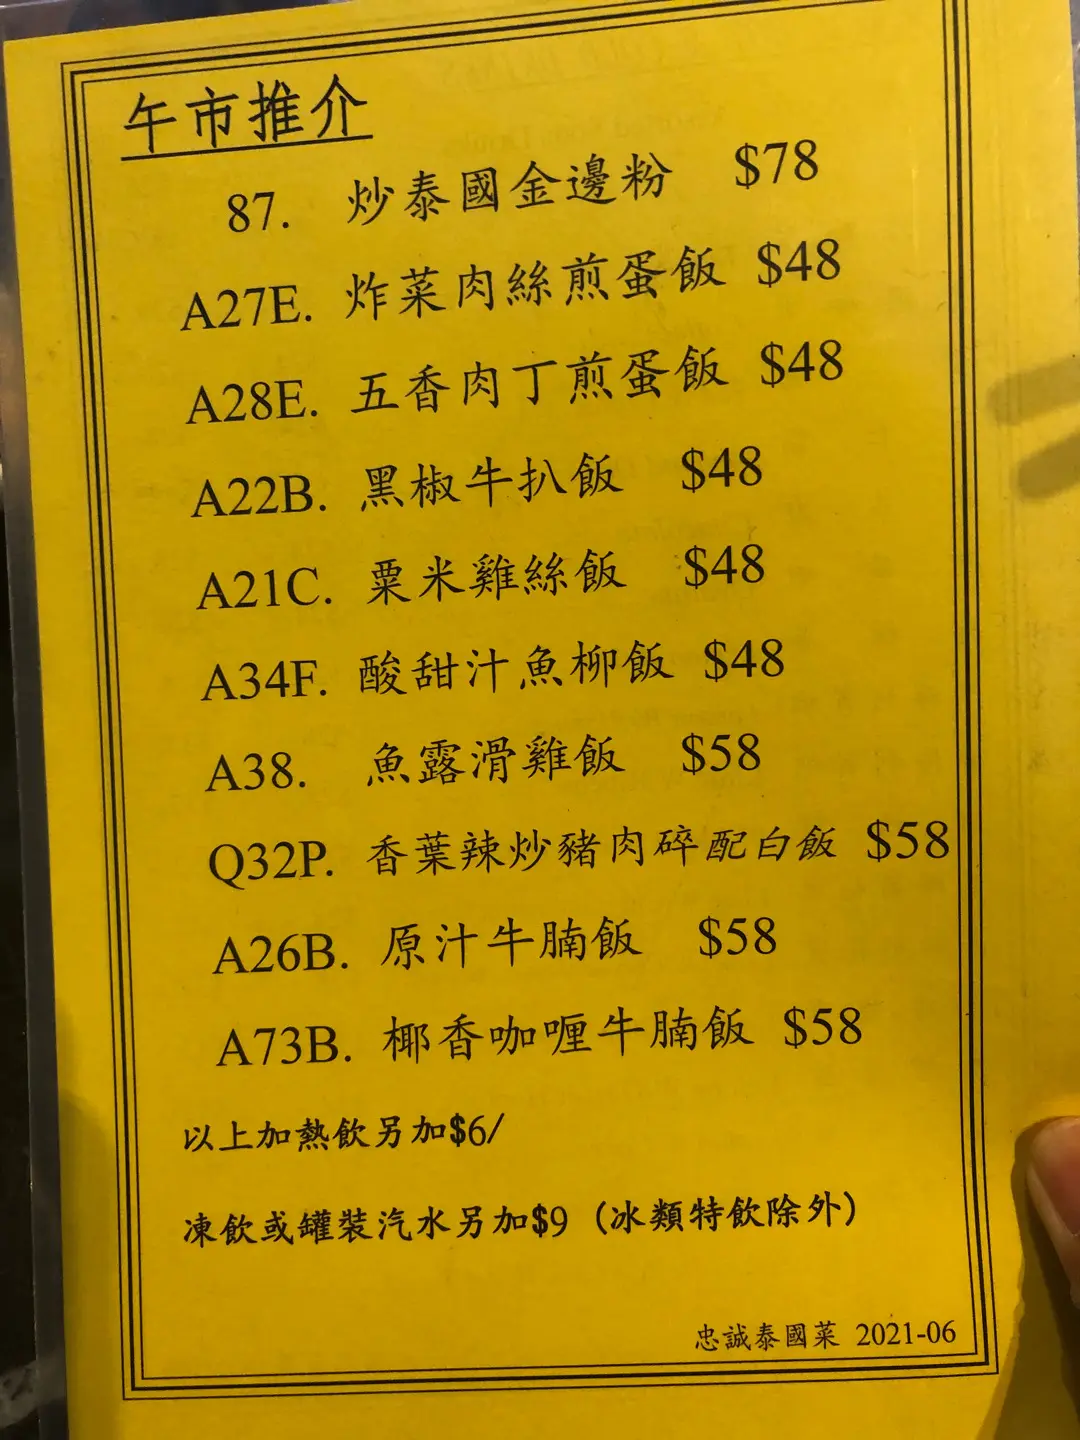 午市推介
87. 炒泰國金邊粉 $78
A27E. 炸菜肉絲煎蛋飯 $48
A28E. 五香肉丁煎蛋飯 $48
A22B. 黑椒牛扒飯 $48
A21C. 粟米雞絲飯 $48
A34F. 酸甜汁魚柳飯 $48
A38. 魚露滑雞飯 $58
Q32P. 香葉辣炒豬肉碎配白飯 $58
A26B. 原汁牛腩飯 $58
A73B. 椰香咖喱牛腩飯 $58
以上加熱飲另加$6/
凍飲或罐裝汽水另加$9（冰類特飲除外）
忠誠泰國菜 2021-06